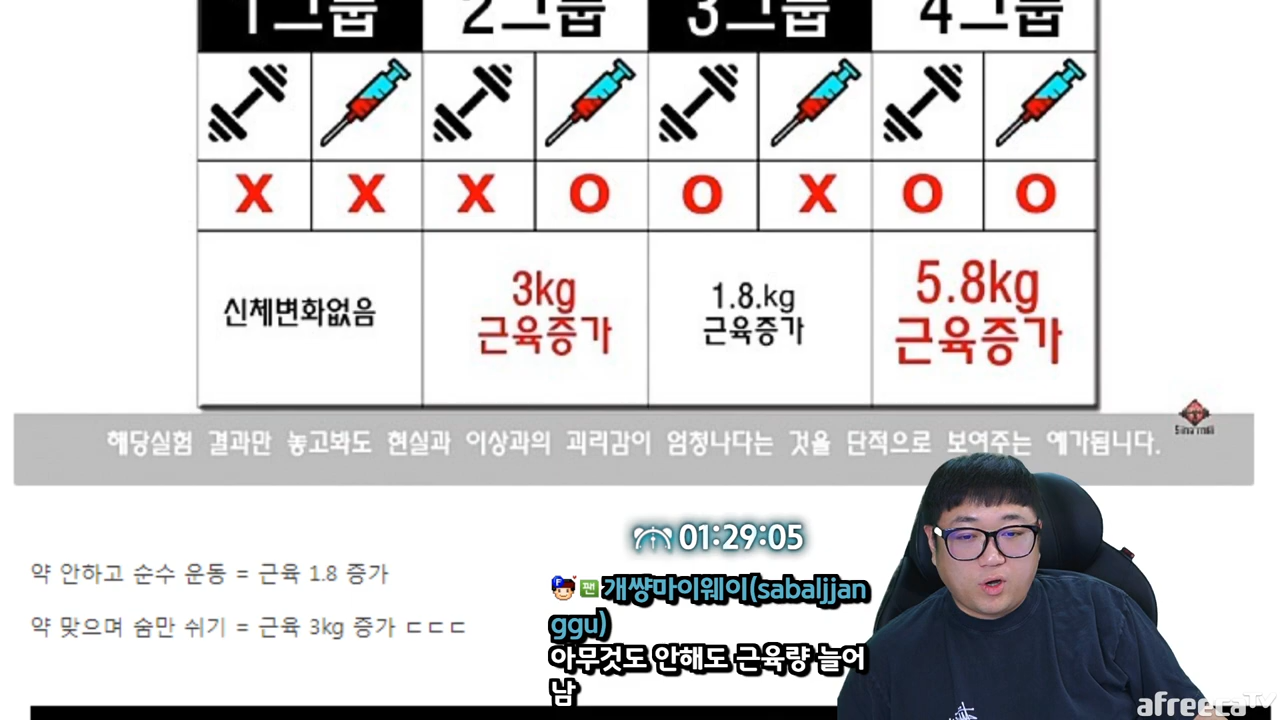 1그룹 2그룹 3그룹 4그룹
X X X O O X O O
신체변화없음
3kg
근육증가
1.8.kg
근육증가
5.8kg
근육증가
해당실험 결과만 놓고봐도 현실과 이상과의 괴리감이 엄청나다는 것을 단적으로 보여주는 예가됩니다.
약 안하고 순수 운동 = 근육 1.8 증가
약 맞으며 숨만 쉬기 = 근육 3kg 증가 ㄷㄷㄷ
01:29:05
팬 개썅마이웨이(sabaljjan
ggu)
아무것도 안해도 근육량 늘어
남
afreecaTV